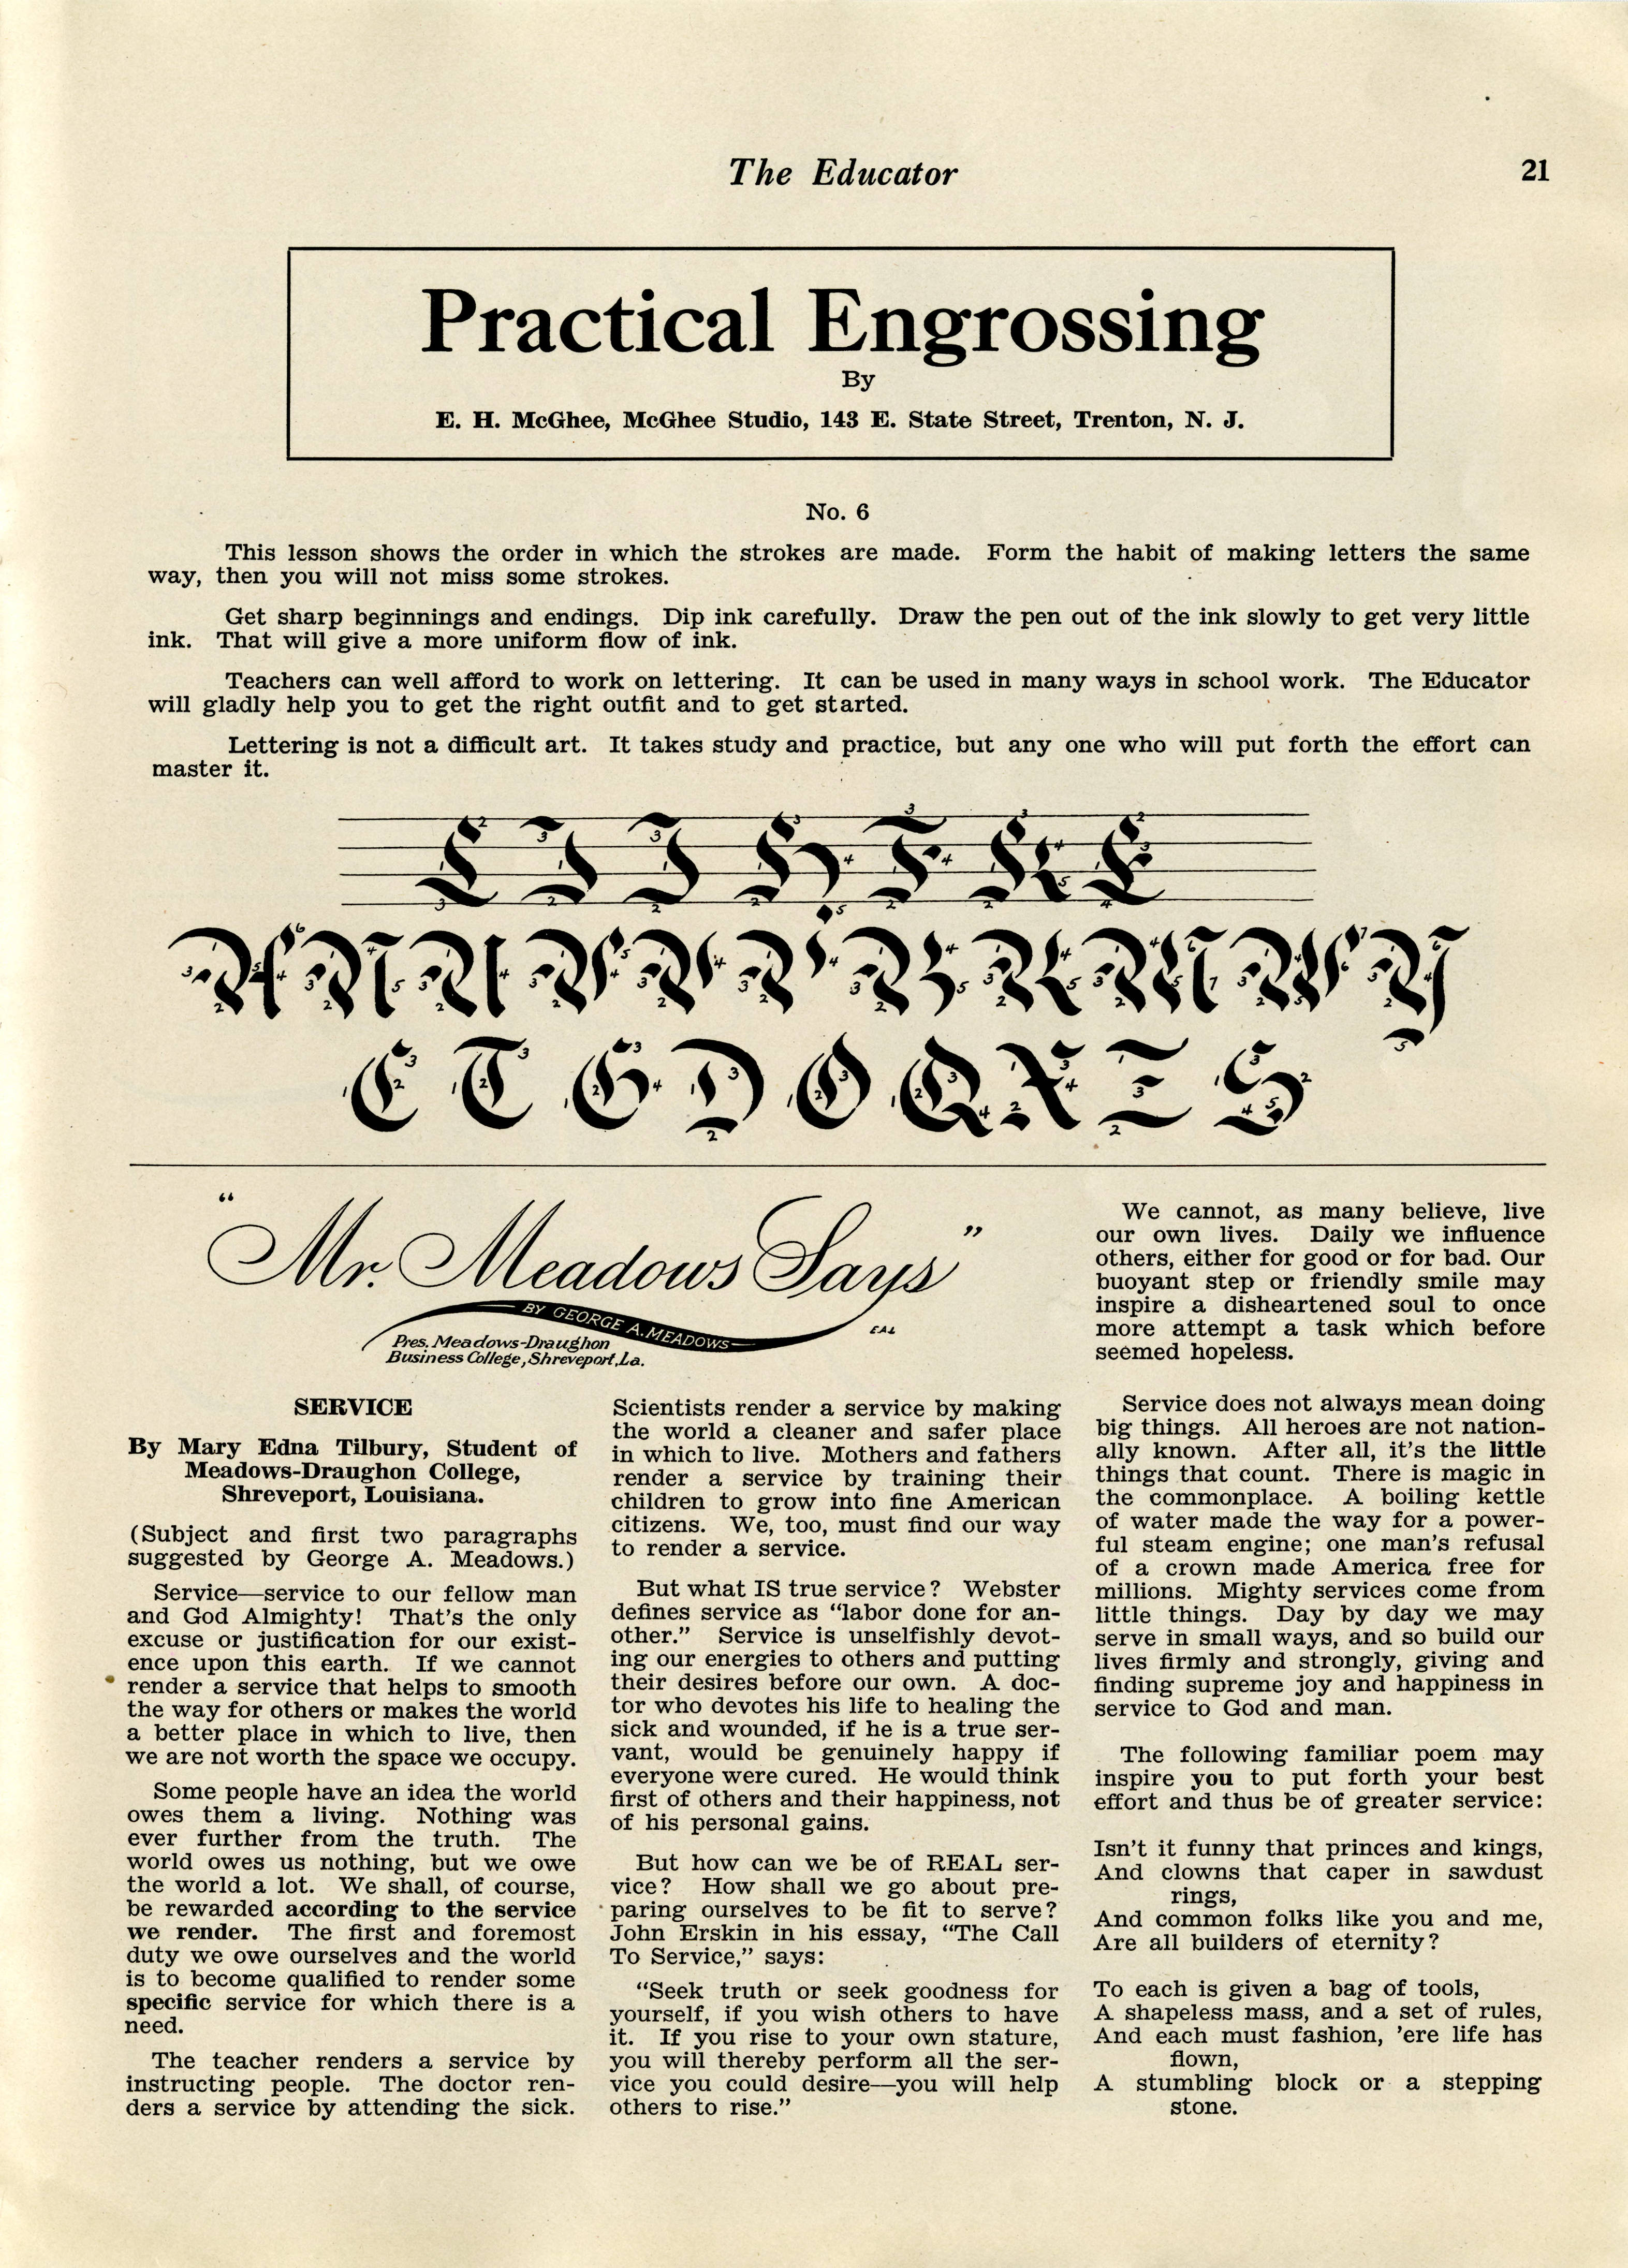 The Educator
21
Practical Engrossing
By
E. H. McGhee, McGhee Studio, 143 E. State Street, Trenton, N. J.
No. 6
This lesson shows the order in which the strokes are made. Form the habit of making letters the same
way, then you will not miss some strokes.
Get sharp beginnings and endings. Dip ink carefully. Draw the pen out of the ink slowly to get very little
ink. That will give a more uniform flow of ink.
Teachers can well afford to work on lettering. It can be used in many ways in school work. The Educator
will gladly help you to get the right outfit and to get started.
Lettering is not a difficult art. It takes study and practice, but any one who will put forth the effort can
master it.
L I J H F K E
C T G D O Q X Z S
“Mr. Meadows Says”
BY GEORGE A. MEADOWS
EAL
Pres. Meadows-Draughon
Business College, Shreveport, La.
SERVICE
By Mary Edna Tilbury, Student of
Meadows-Draughon College,
Shreveport, Louisiana.
(Subject and first two paragraphs
suggested by George A. Meadows.)
Service—service to our fellow man
and God Almighty! That's the only
excuse or justification for our exist-
ence upon this earth. If we cannot
render a service that helps to smooth
the way for others or makes the world
a better place in which to live, then
we are not worth the space we occupy.
Some people have an idea the world
owes them a living. Nothing was
ever further from the truth. The
world owes us nothing, but we owe
the world a lot. We shall, of course,
be rewarded according to the service
we render. The first and foremost
duty we owe ourselves and the world
is to become qualified to render some
specific service for which there is a
need.
The teacher renders a service by
instructing people. The doctor ren-
ders a service by attending the sick.
Scientists render a service by making
the world a cleaner and safer place
in which to live. Mothers and fathers
render a service by training their
children to grow into fine American
citizens. We, too, must find our way
to render a service.
But what IS true service? Webster
defines service as “labor done for an-
other.” Service is unselfishly devot-
ing our energies to others and putting
their desires before our own. A doc-
tor who devotes his life to healing the
sick and wounded, if he is a true ser-
vant, would be genuinely happy if
everyone were cured. He would think
first of others and their happiness, not
of his personal gains.
But how can we be of REAL ser-
vice? How shall we go about pre-
paring ourselves to be fit to serve?
John Erskin in his essay, “The Call
To Service,” says:
“Seek truth or seek goodness for
yourself, if you wish others to have
it. If you rise to your own stature,
you will thereby perform all the ser-
vice you could desire—you will help
others to rise.”
We cannot, as many believe, live
our own lives. Daily we influence
others, either for good or for bad. Our
buoyant step or friendly smile may
inspire a disheartened soul to once
more attempt a task which before
seemed hopeless.
Service does not always mean doing
big things. All heroes are not nation-
ally known. After all, it's the little
things that count. There is magic in
the commonplace. A boiling kettle
of water made the way for a power-
ful steam engine; one man's refusal
of a crown made America free for
millions. Mighty services come from
little things. Day by day we may
serve in small ways, and so build our
lives firmly and strongly, giving and
finding supreme joy and happiness in
service to God and man.
The following familiar poem may
inspire you to put forth your best
effort and thus be of greater service:
Isn't it funny that princes and kings,
And clowns that caper in sawdust
rings,
And common folks like you and me,
Are all builders of eternity?
To each is given a bag of tools,
A shapeless mass, and a set of rules,
And each must fashion, 'ere life has
flown,
A stumbling block or a stepping
stone.